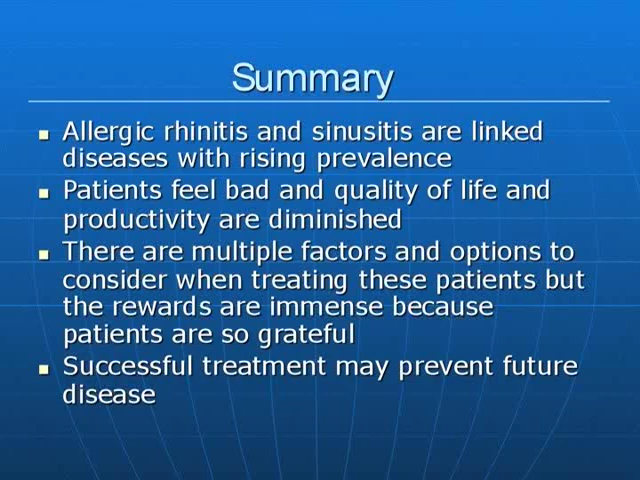 Summary
Allergic rhinitis and sinusitis are linked
diseases with rising prevalence
Patients feel bad and quality of life and
productivity are diminished
There are multiple factors and options to
consider when treating these patients but
the rewards are immense because
patients are so grateful
Successful treatment may prevent future
disease